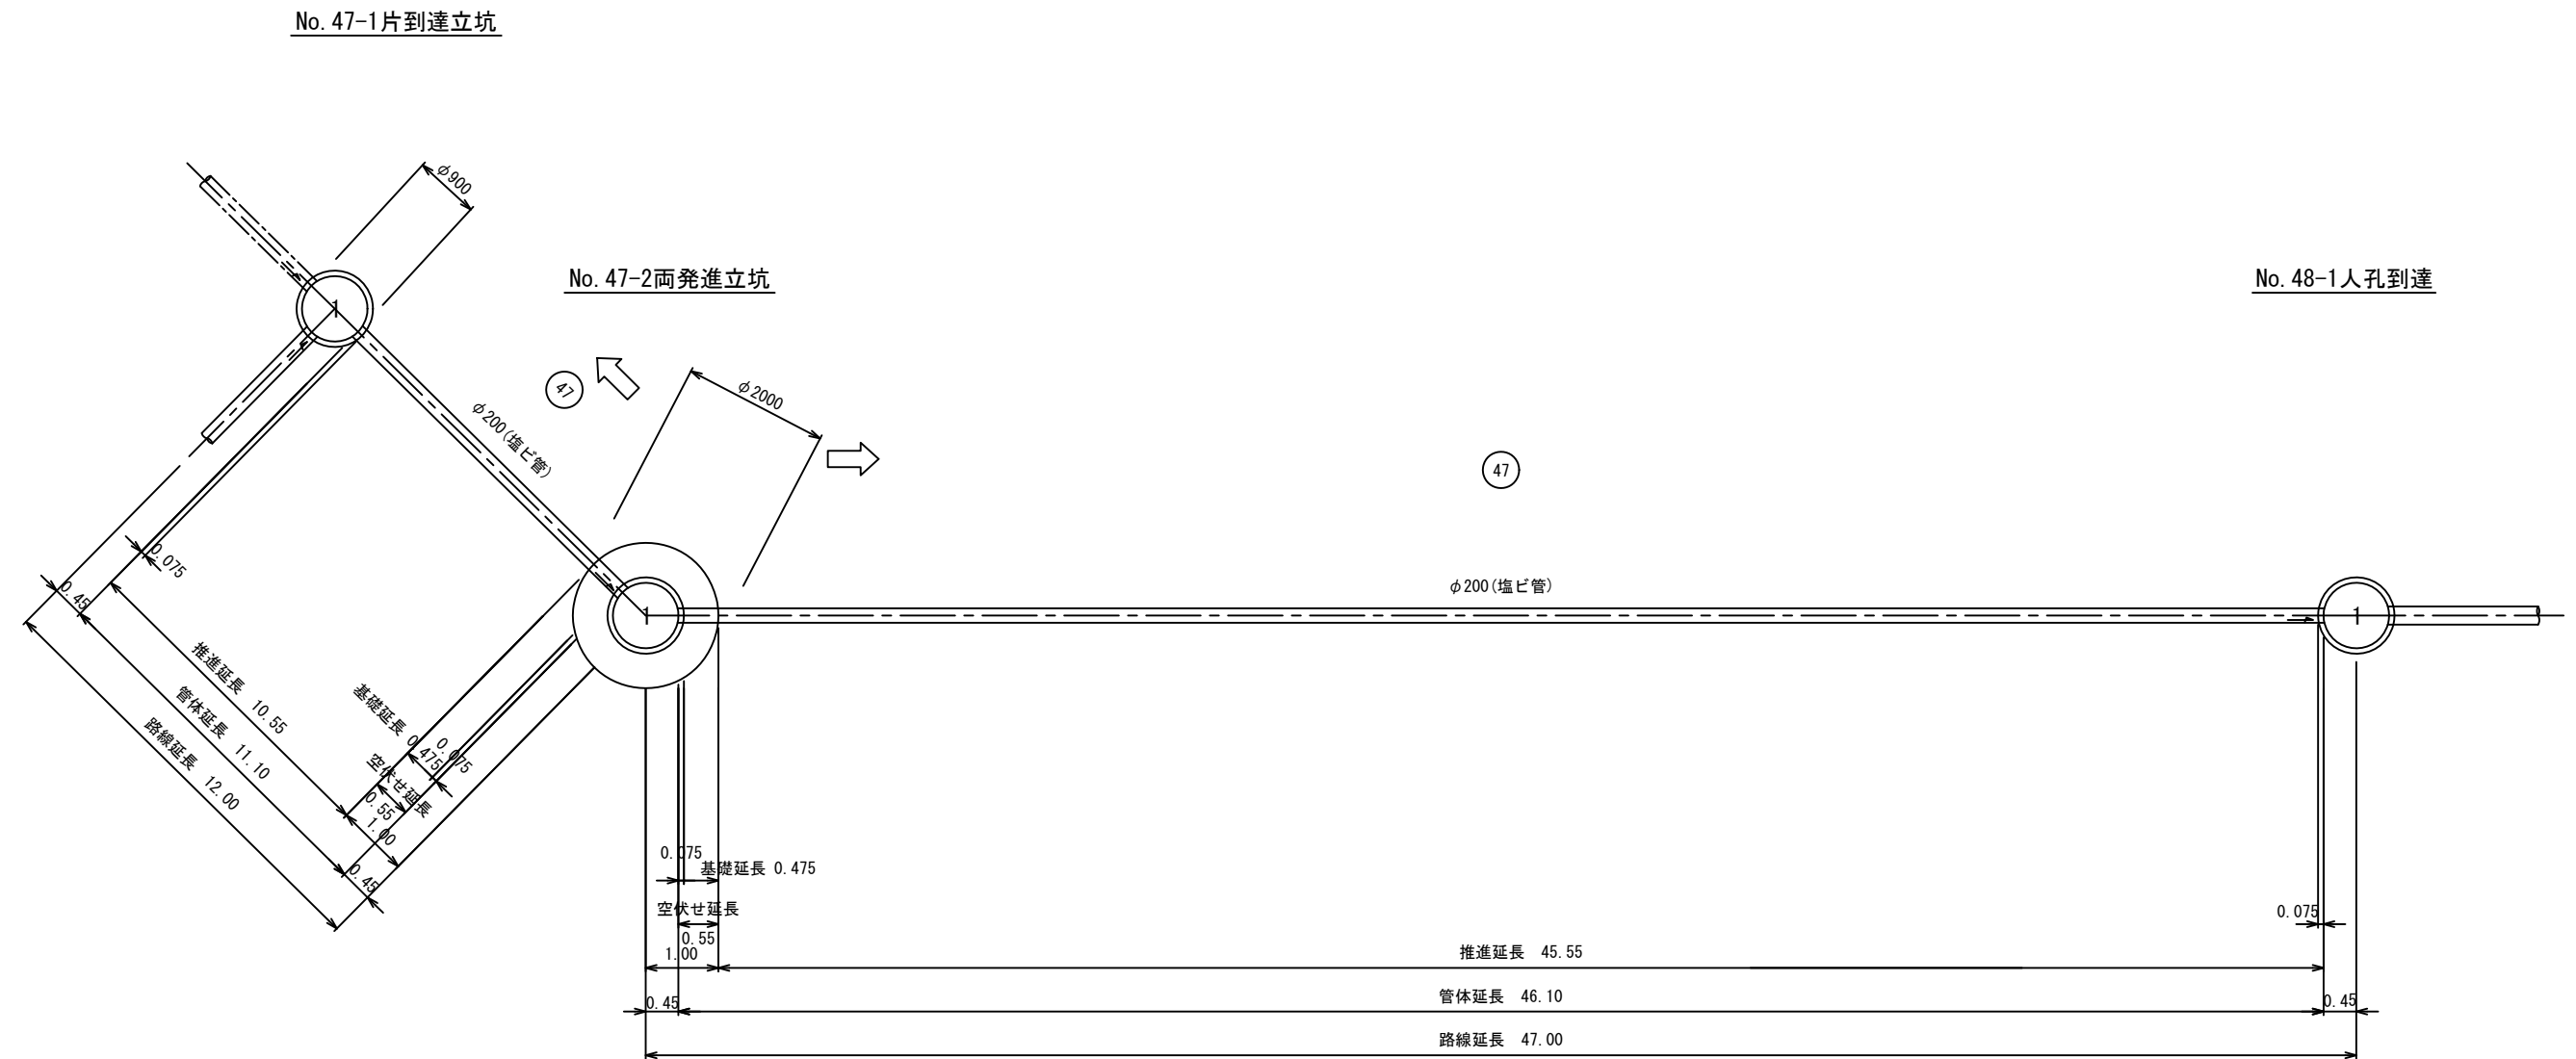 No.47-1片到達立坑
φ900
1
No.47-2両発進立坑
No.48-1人孔到達
47
φ2000
φ200(塩ビ管)
47
φ200(塩ビ管)
1
1
0.075
0.45
推進延長 10.55
管体延長 11.10
路線延長 12.00
基礎延長 0.475
0.075
空伏せ延長
0.55
1.00
0.45
0.075
基礎延長 0.475
空伏せ延長
0.55
1.00
0.45
推進延長 45.55
管体延長 46.10
路線延長 47.00
0.075
0.45